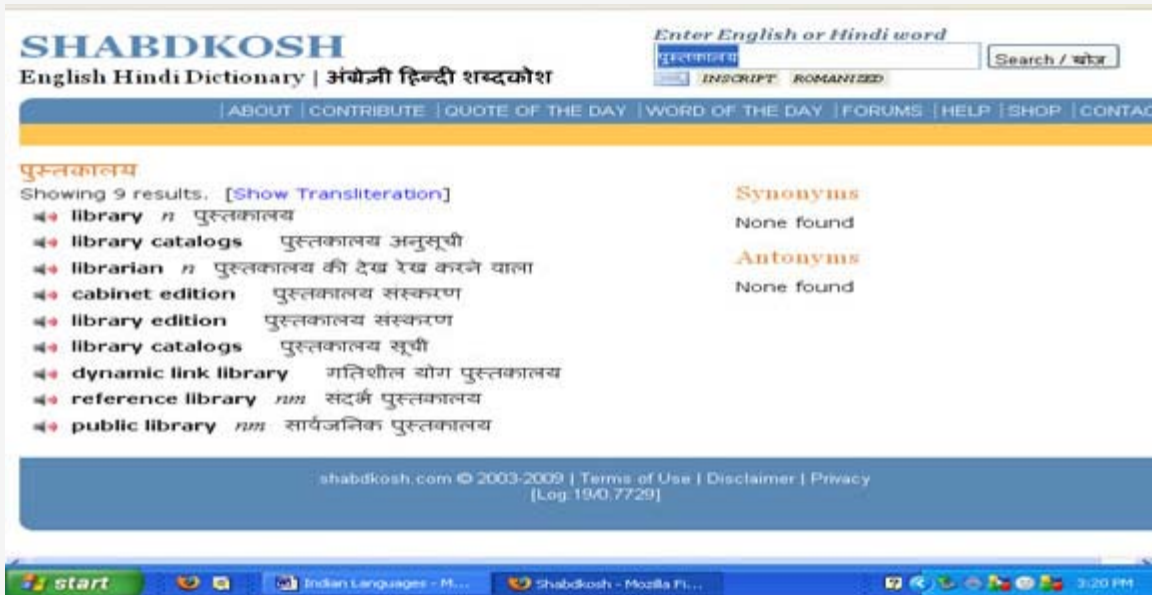 SHABDKOSH
English Hindi Dictionary | अंग्रेज़ी हिन्दी शब्दकोश
Enter English or Hindi word
पुस्तकालय
Search / खोज
INSCRIPT ROMANIZED
| ABOUT | CONTRIBUTE | QUOTE OF THE DAY | WORD OF THE DAY | FORUMS | HELP | SHOP | CONTAC
पुस्तकालय
Showing 9 results. [Show Transliteration]
library n पुस्तकालय
library catalogs पुस्तकालय अनुसूची
librarian n पुस्तकालय की देख रेख करने वाला
cabinet edition पुस्तकालय संस्करण
library edition पुस्तकालय संस्करण
library catalogs पुस्तकालय सूची
dynamic link library गतिशील योग पुस्तकालय
reference library nm संदर्भ पुस्तकालय
public library nm सार्वजनिक पुस्तकालय
Synonyms
None found
Antonyms
None found
shabdkosh.com © 2003-2009 | Terms of Use | Disclaimer | Privacy
[Log:19/0.7729]
start
Indian Languages - M...
Shabdkosh - Mozilla Fi...
3:20 PM